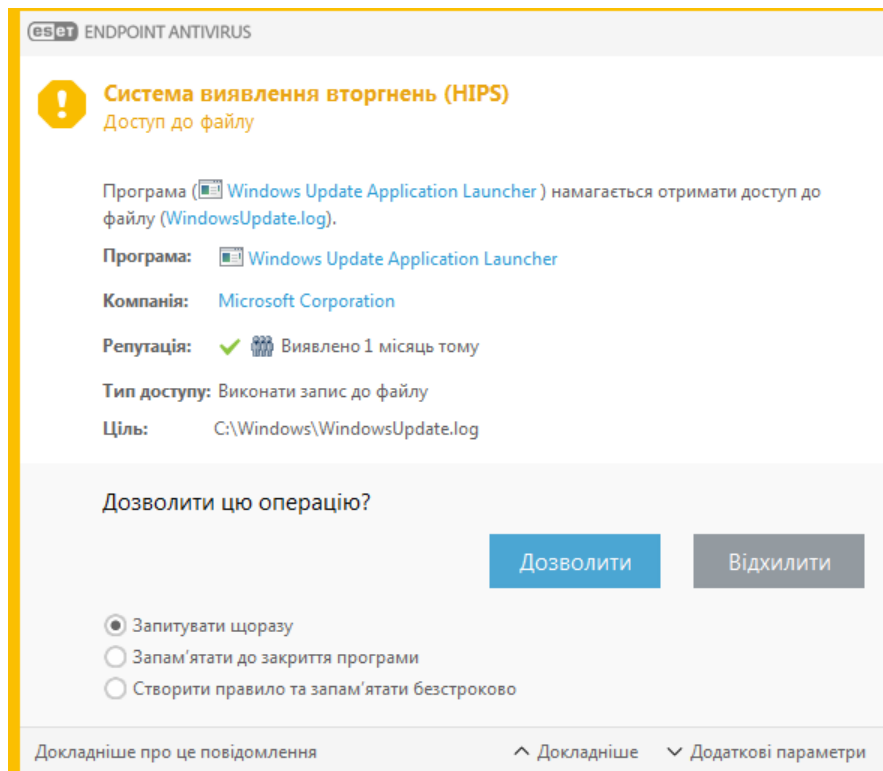 eset ENDPOINT ANTIVIRUS
Система виявлення вторгнень (HIPS)
Доступ до файлу
Програма ( Windows Update Application Launcher ) намагається отримати доступ до
файлу (WindowsUpdate.log).
Програма: Windows Update Application Launcher
Компанія: Microsoft Corporation
Репутація: Виявлено 1 місяць тому
Тип доступу: Виконати запис до файлу
Ціль: C:\Windows\WindowsUpdate.log
Дозволити цю операцію?
Дозволити Відхилити
Запитувати щоразу
Запам’ятати до закриття програми
Створити правило та запам’ятати безстроково
Докладніше про це повідомлення Докладніше Додаткові параметри